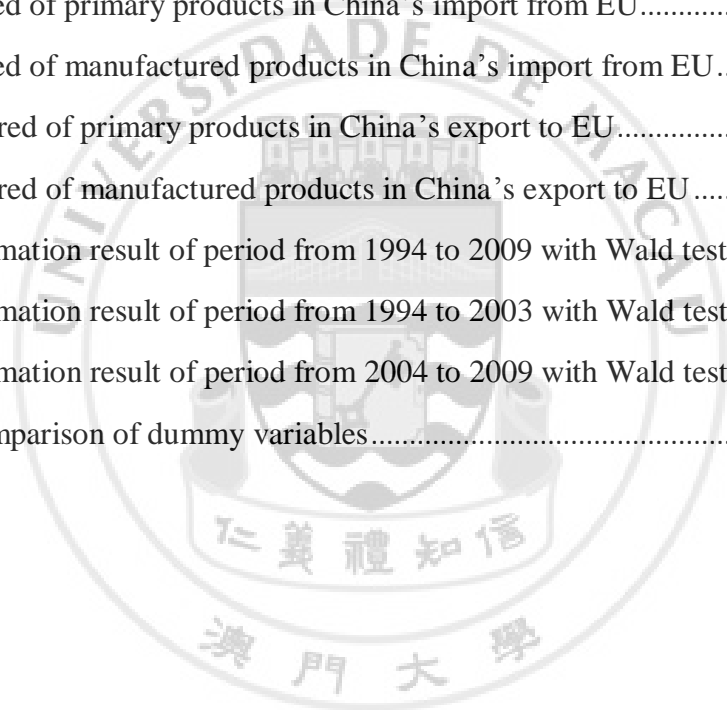 ed of primary products in China's import from EU............
ed of manufactured products in China's import from EU..
red of primary products in China's export to EU...............
red of manufactured products in China's export to EU.....
mation result of period from 1994 to 2009 with Wald test
mation result of period from 1994 to 2003 with Wald test
mation result of period from 2004 to 2009 with Wald test
mparison of dummy variables.........................................
UNIVERSIDADE DE MACAU
仁義禮知信
澳門大學